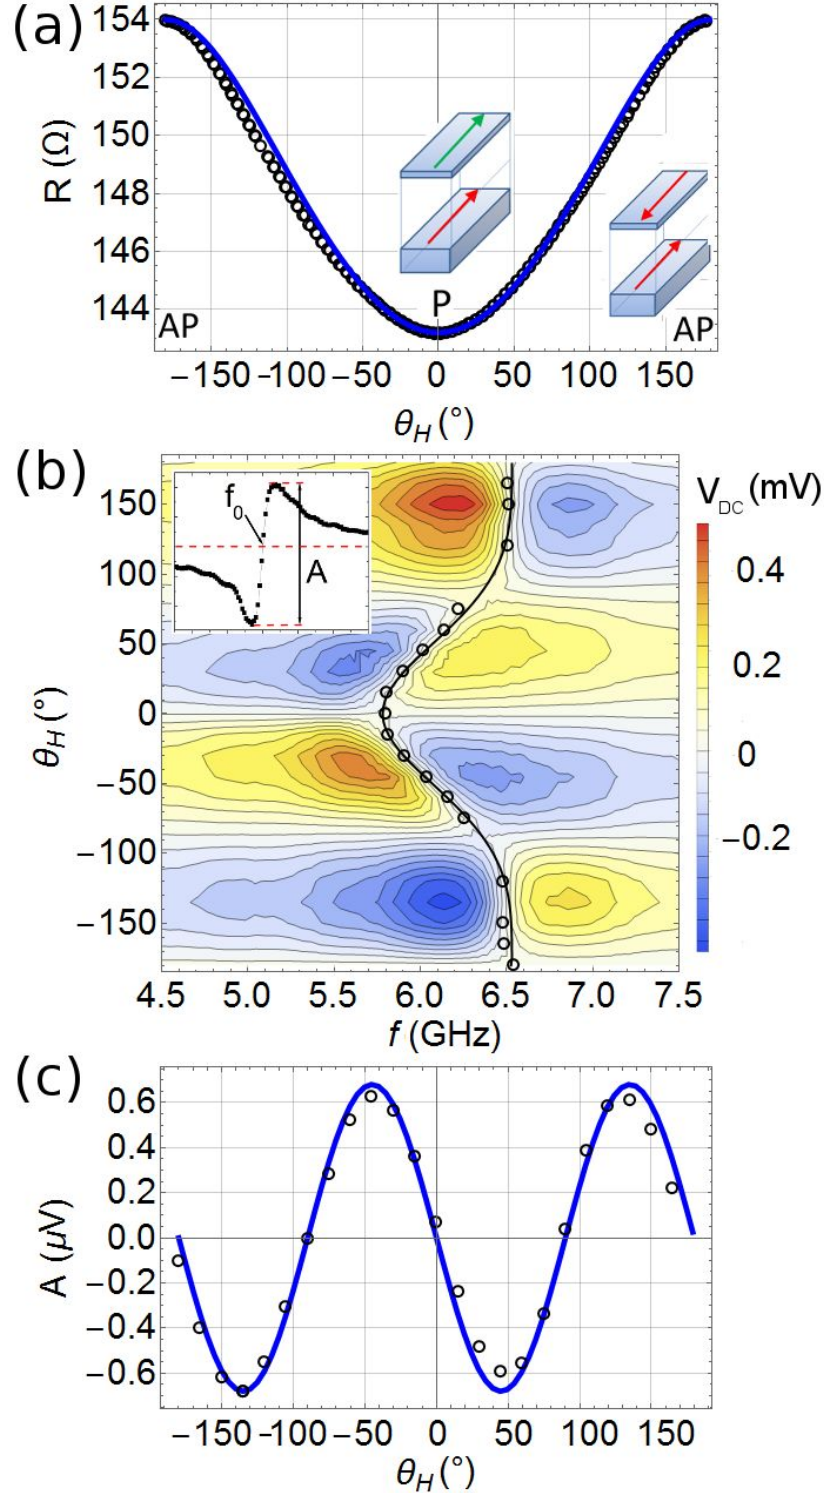 (a)
154
152
150
148
146
144
R (Ω)
AP
P
AP
−150 -100 −50 0 50 100 150
θH (°)
(b)
f0
A
VDC (mV)
150
100
50
0
−50
−100
−150
θH (°)
0.4
0.2
0
−0.2
4.5 5.0 5.5 6.0 6.5 7.0 7.5
f (GHz)
(c)
0.6
0.4
0.2
0.0
−0.2
−0.4
−0.6
A (μV)
−150 −100 −50 0 50 100 150
θH (°)